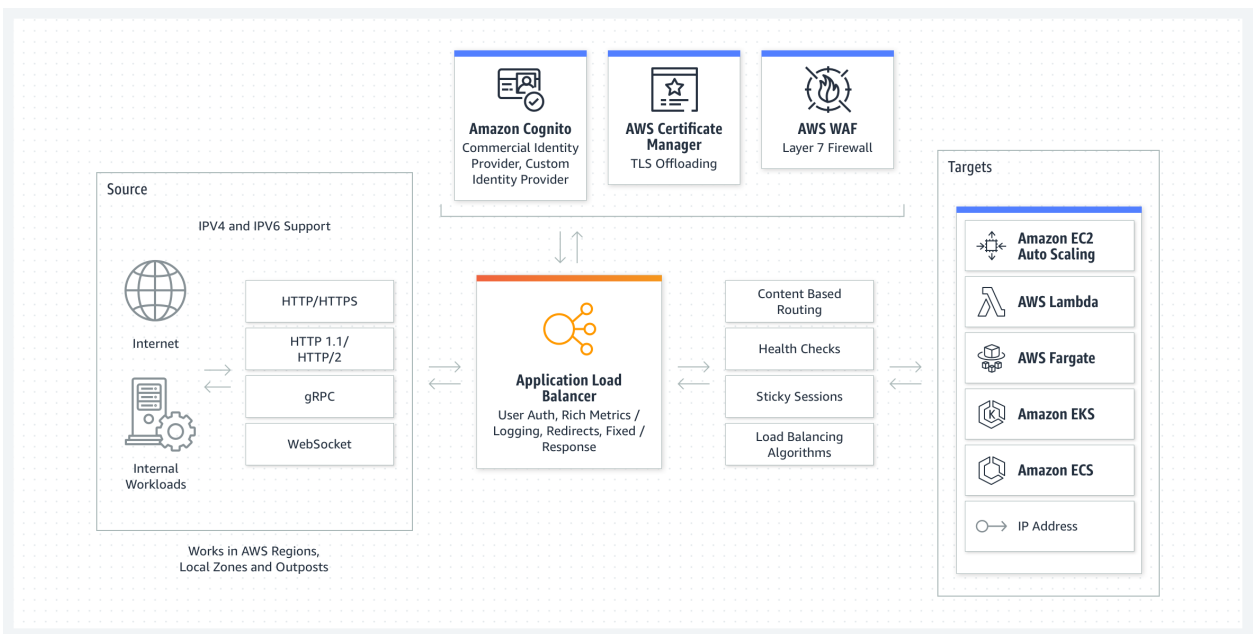 Amazon Cognito
Commercial Identity
Provider, Custom
Identity Provider
AWS Certificate
Manager
TLS Offloading
AWS WAF
Layer 7 Firewall
Source
IPV4 and IPV6 Support
Internet
Internal
Workloads
HTTP/HTTPS
HTTP 1.1/
HTTP/2
gRPC
WebSocket
Works in AWS Regions,
Local Zones and Outposts
Application Load
Balancer
User Auth, Rich Metrics /
Logging, Redirects, Fixed /
Response
Content Based
Routing
Health Checks
Sticky Sessions
Load Balancing
Algorithms
Targets
Amazon EC2
Auto Scaling
AWS Lambda
AWS Fargate
K
Amazon EKS
Amazon ECS
IP Address